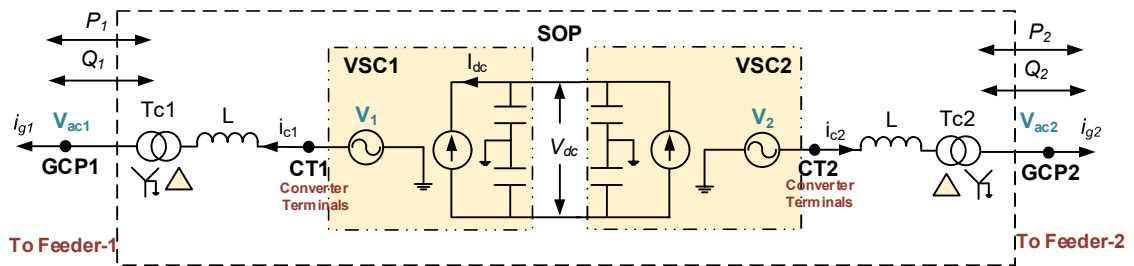 P1
Q1
SOP
P2
Q2
VSC1
VSC2
Idc
Vac1
Tc1
L
ig1
ic1
V1
Vdc
V2
ic2
L
Tc2
Vac2
ig2
GCP1
CT1
Converter
Terminals
CT2
Converter
Terminals
GCP2
To Feeder-1
To Feeder-2